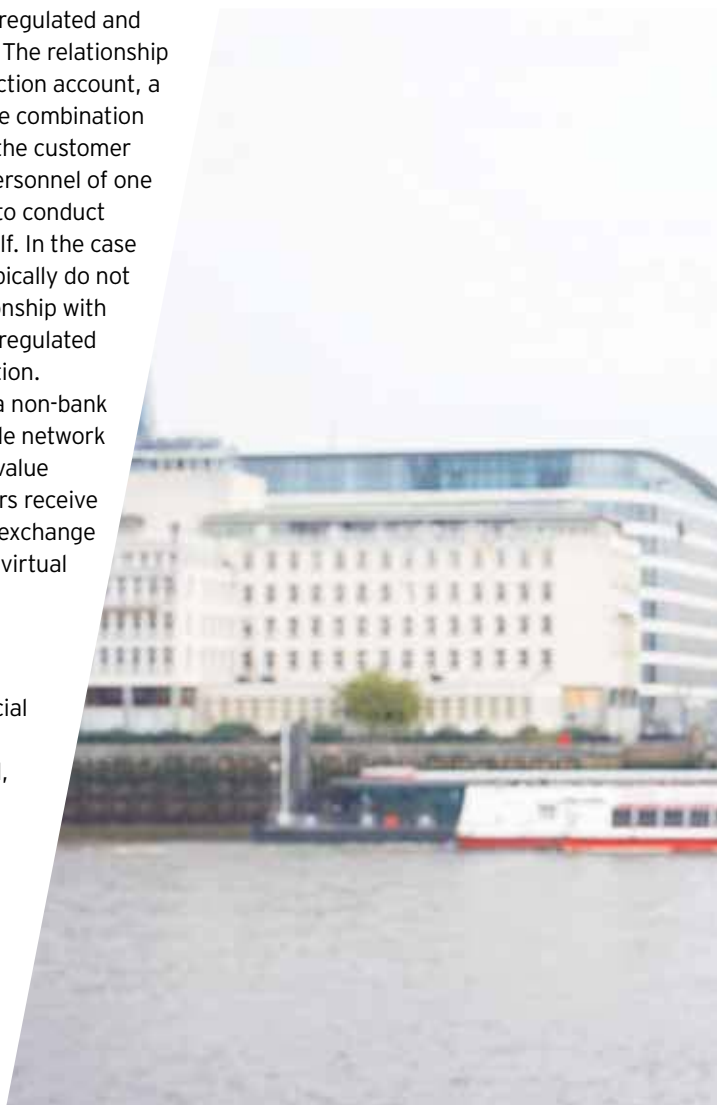 regulated and
The relationship
ction account, a
e combination
the customer
ersonnel of one
to conduct
lf. In the case
pically do not
onship with
regulated
tion.
a non-bank
le network
value
rs receive
exchange
virtual
cial
,